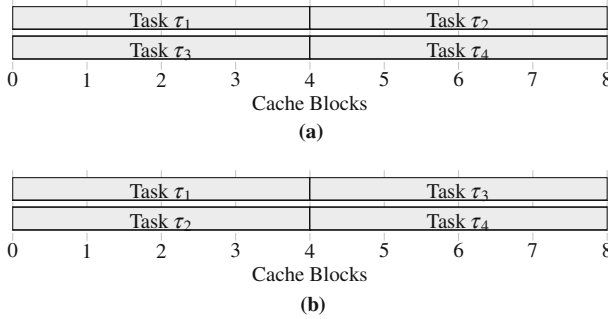 Task τ₁ Task τ₂
Task τ₃ Task τ₄
0 1 2 3 4 5 6 7 8
Cache Blocks
(a)
Task τ₁ Task τ₃
Task τ₂ Task τ₄
0 1 2 3 4 5 6 7 8
Cache Blocks
(b)